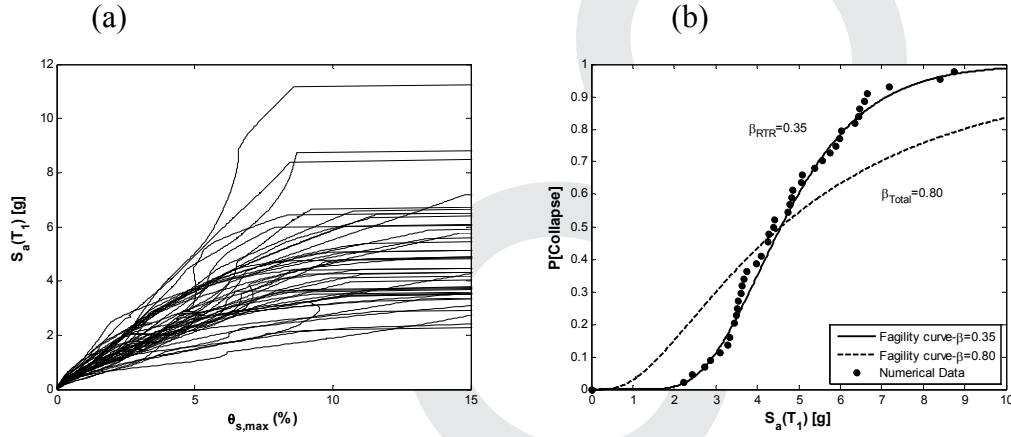 (a)
(b)
12
10
8
6
4
2
0
S_a(T_1) [g]
0 5 10 15
θ_s,max (%)
1
0.9
0.8
0.7
0.6
0.5
0.4
0.3
0.2
0.1
0
P[Collapse]
β_RTR=0.35
β_Total=0.80
Fagility curve-β=0.35
Fagility curve-β=0.80
Numerical Data
0 1 2 3 4 5 6 7 8 9 10
S_a(T_1) [g]